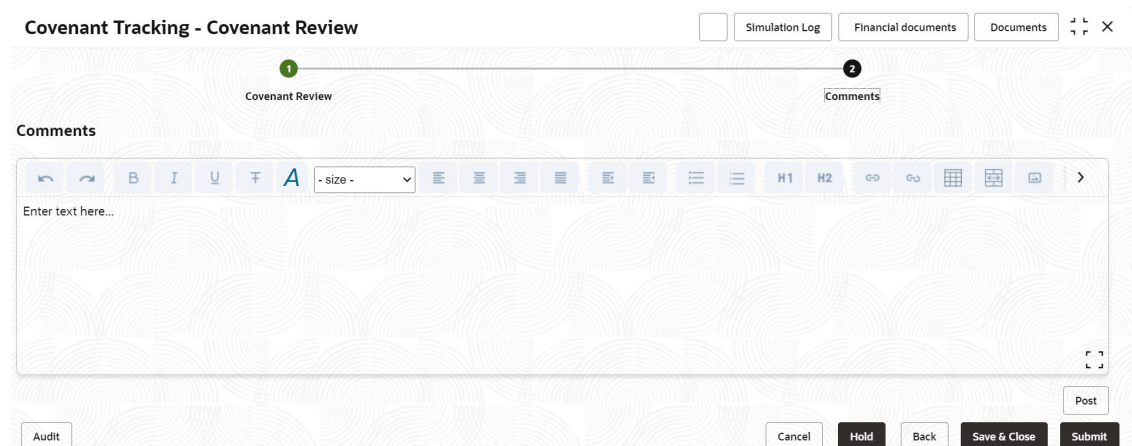 Covenant Tracking - Covenant Review
Simulation Log
Financial documents
Documents
1
2
Covenant Review
Comments
Comments
B
I
U
T
A
- size -
H1
H2
Enter text here...
Post
Audit
Cancel
Hold
Back
Save & Close
Submit